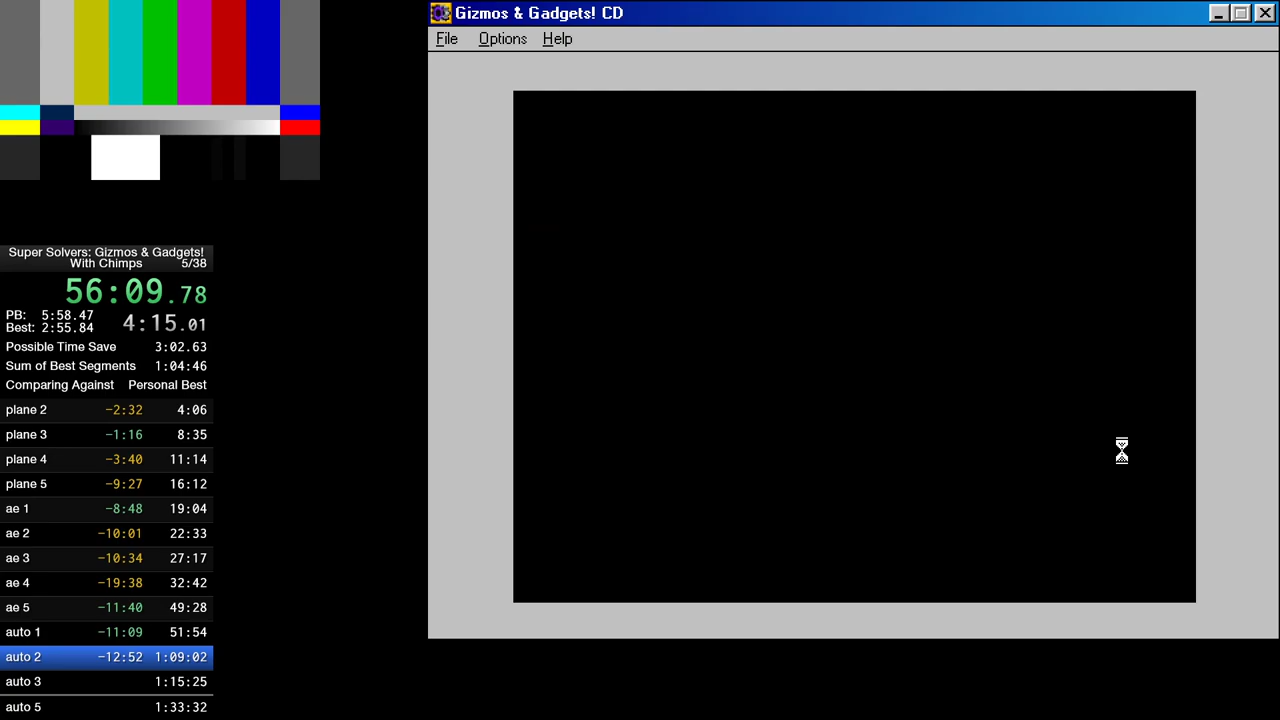 Gizmos & Gadgets! CD
File Options Help
Super Solvers: Gizmos & Gadgets!
With Chimps 5/38
56:09.78
PB: 5:58.47
Best: 2:55.84
4:15.01
Possible Time Save 3:02.63
Sum of Best Segments 1:04:46
Comparing Against Personal Best
plane 2 -2:32 4:06
plane 3 -1:16 8:35
plane 4 -3:40 11:14
plane 5 -9:27 16:12
ae 1 -8:48 19:04
ae 2 -10:01 22:33
ae 3 -10:34 27:17
ae 4 -19:38 32:42
ae 5 -11:40 49:28
auto 1 -11:09 51:54
auto 2 -12:52 1:09:02
auto 3 1:15:25
auto 5 1:33:32